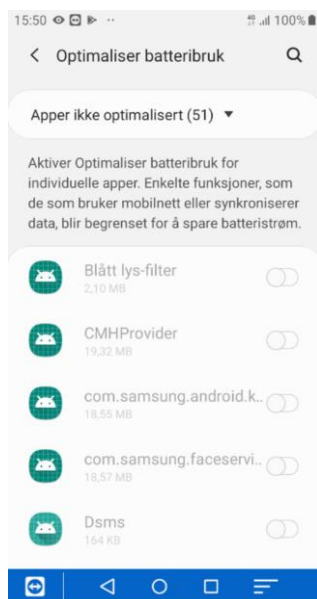 15:50 100%
Optimaliser batteribruk
Apper ikke optimalisert (51)
Aktiver Optimaliser batteribruk for
individuelle apper. Enkelte funksjoner, som
de som bruker mobilnett eller synkroniserer
data, blir begrenset for å spare batteristrøm.
Blått lys-filter
2,10 MB
CMHProvider
19,32 MB
com.samsung.android.k..
18,55 MB
com.samsung.faceservi..
18,57 MB
Dsms
164 KB